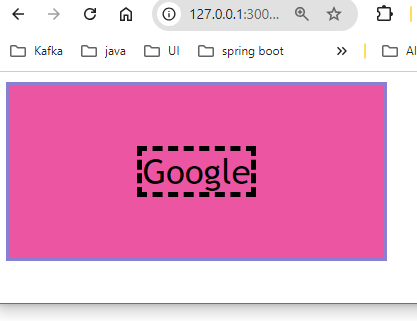 127.0.0.1:300...
Kafka java UI spring boot » Al
Google